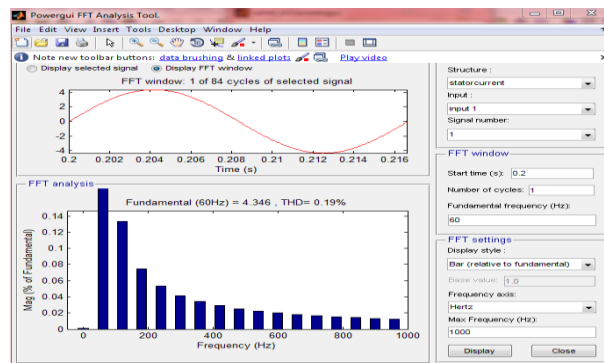 Powergui FFT Analysis Tool.
File Edit View Insert Tools Desktop Window Help
Note new toolbar buttons: data brushing & linked plots Play video
Display selected signal Display FFT window
FFT window: 1 of 84 cycles of selected signal
4
2
0
-2
-4
0.2 0.202 0.204 0.206 0.208 0.21 0.212 0.214 0.216
Time (s)
FFT analysis
Fundamental (60Hz) = 4.346 , THD= 0.19%
Mag (% of Fundamental)
0.14
0.12
0.1
0.08
0.06
0.04
0.02
0
0 200 400 600 800 1000
Frequency (Hz)
Structure :
statorcurrent
Input :
input 1
Signal number:
1
FFT window
Start time (s): 0.2
Number of cycles: 1
Fundamental frequency (Hz):
60
FFT settings
Display style :
Bar (relative to fundamental)
Base value: 1.0
Frequency axis:
Hertz
Max Frequency (Hz):
1000
Display Close